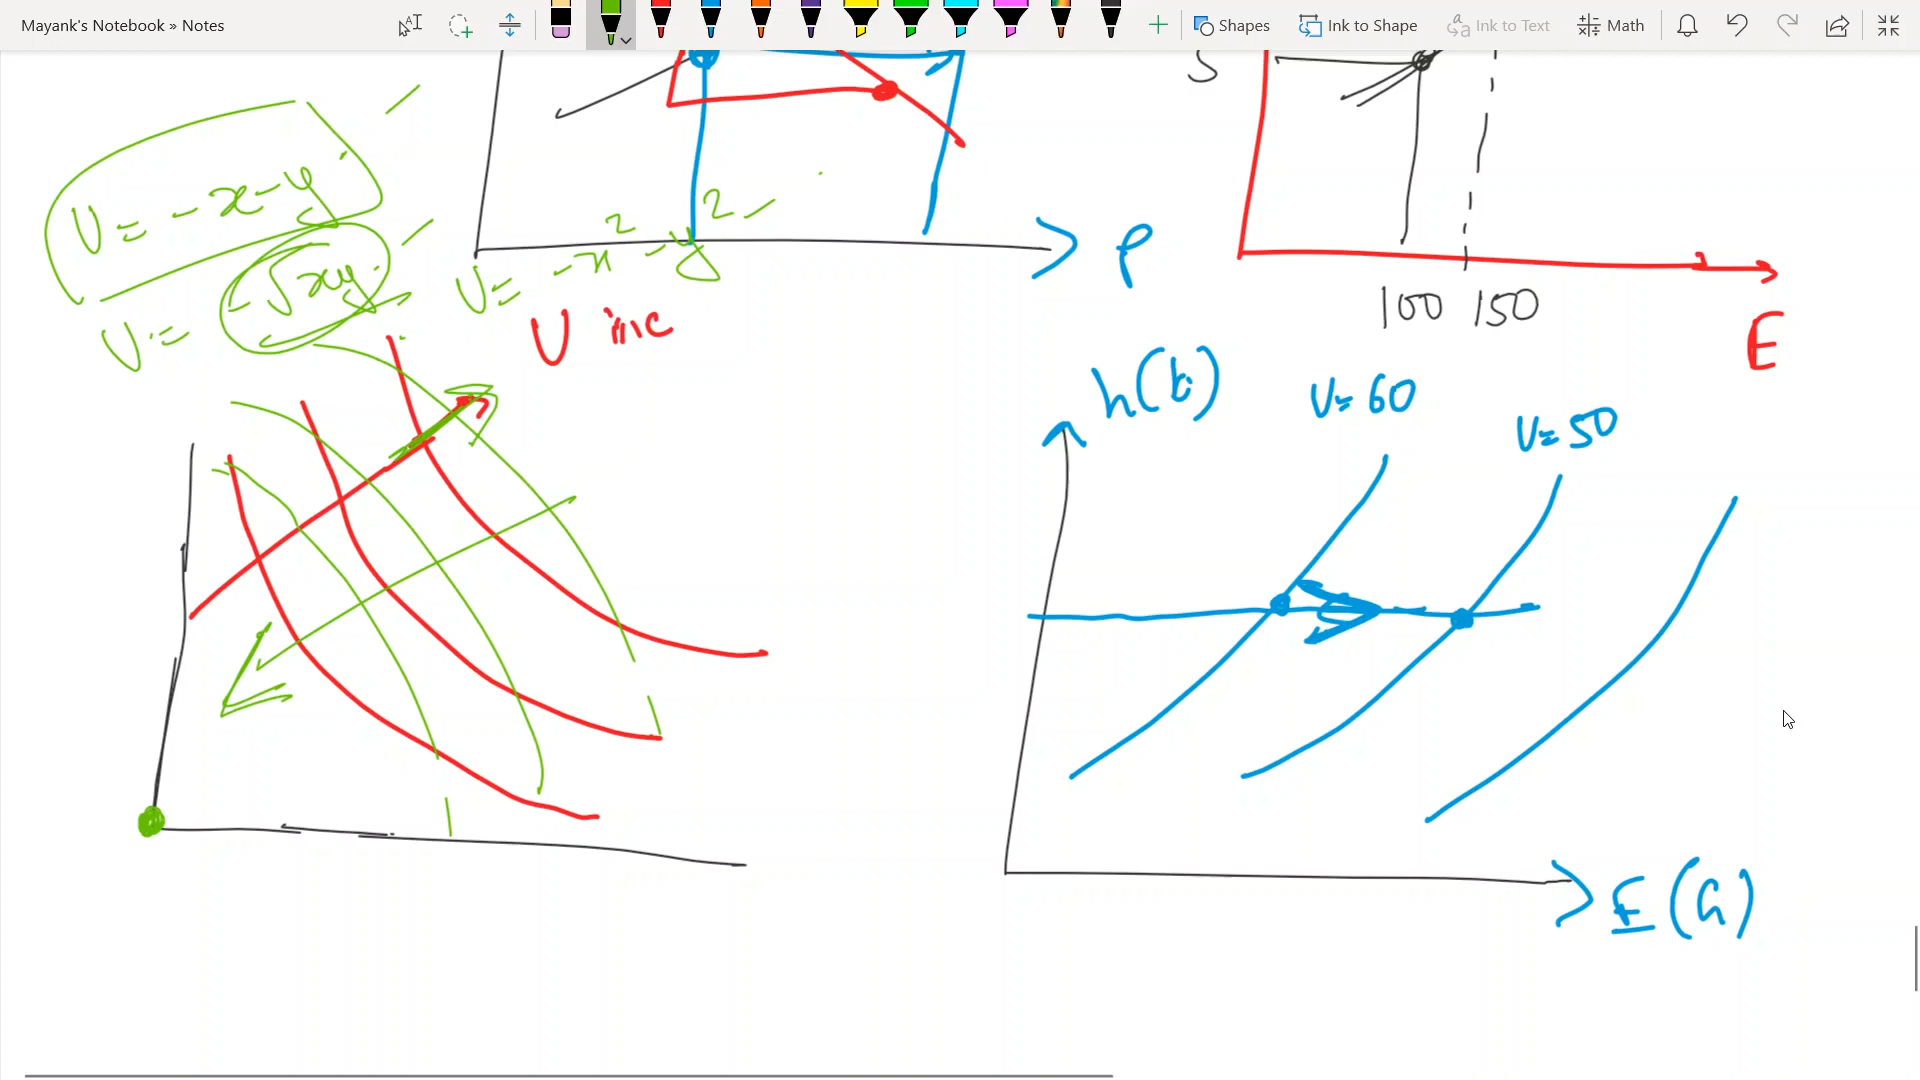 Mayank's Notebook » Notes
Shapes
Ink to Shape
Ink to Text
Math
S
U = -x-y
U = -√xy
U = -x² -y²
P
U inc
100 150
E
h(b)
U= 60
U= 50
E (G)